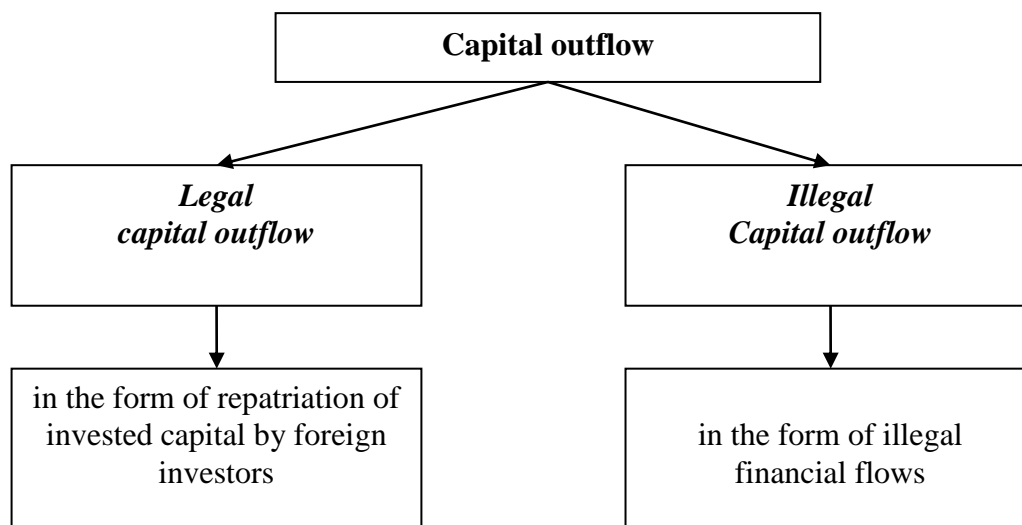 Capital outflow
Legal
capital outflow
Illegal
Capital outflow
in the form of repatriation of
invested capital by foreign
investors
in the form of illegal
financial flows